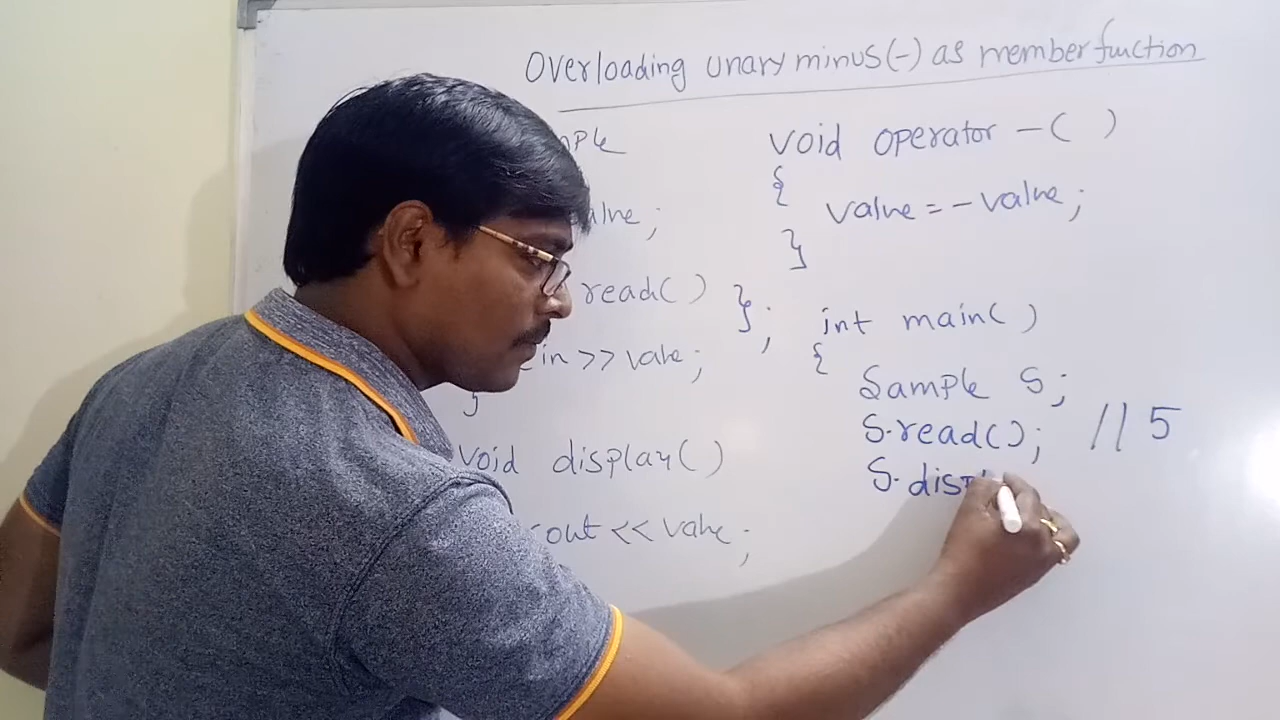 Overloading unary minus(-) as member function
value;
read()
in >> value;
}
void display()
cout << value;
};
void operator -( )
{
value = - value;
}
int main( )
{
Sample S;
S.read(); // 5
S.disp